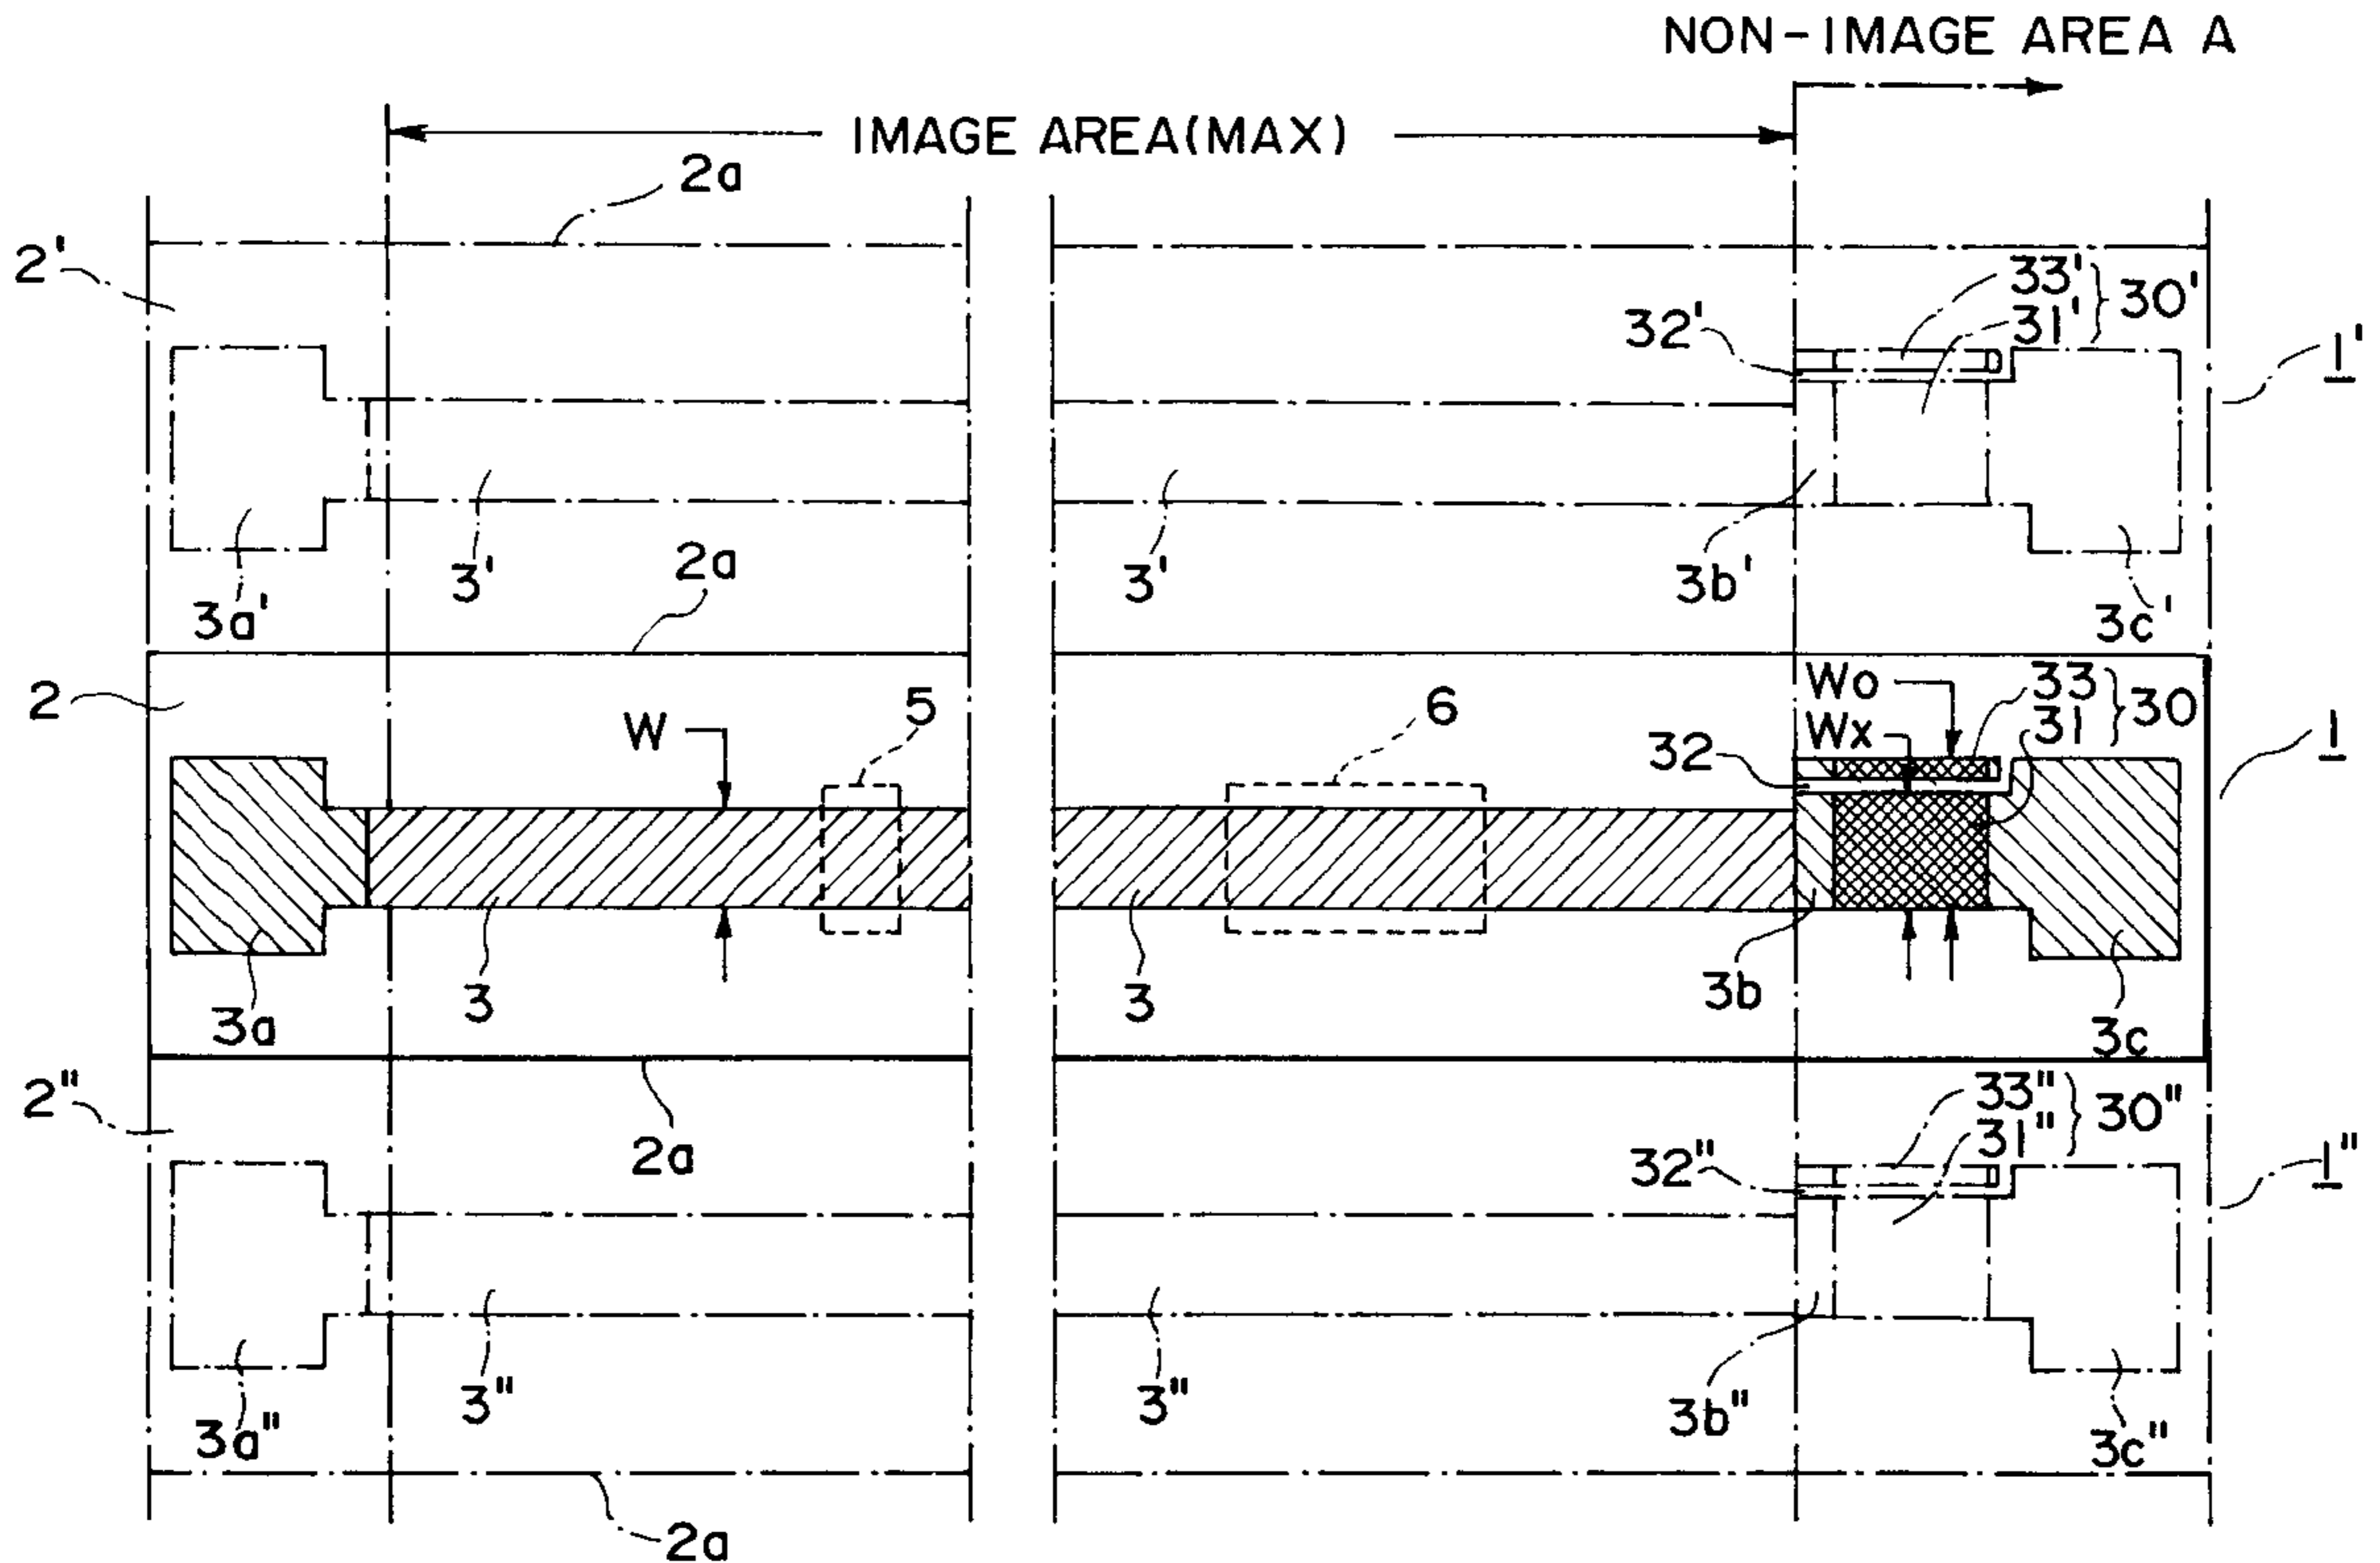 NON-IMAGE AREA A
IMAGE AREA(MAX)
2a
2'
33'
31'
30'
32'
1'
3a'
3'
2a
3'
3b'
3c'
2
W
5
6
Wo
Wx
33
31
30
32
1
3a
3
3
3b
3c
2"
2a
33"
31"
30"
32"
1"
3a"
3"
3"
3b"
3c"
2a